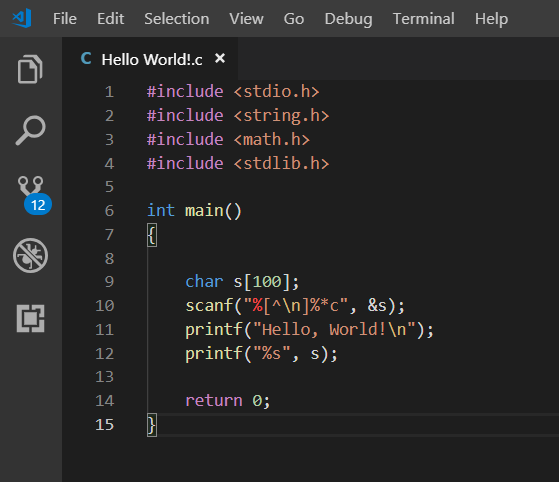 File Edit Selection View Go Debug Terminal Help
C Hello World!.c ×
12
1 #include <stdio.h>
2 #include <string.h>
3 #include <math.h>
4 #include <stdlib.h>
5
6 int main()
7 {
8
9 char s[100];
10 scanf("%[^\n]%*c", &s);
11 printf("Hello, World!\n");
12 printf("%s", s);
13
14 return 0;
15 }